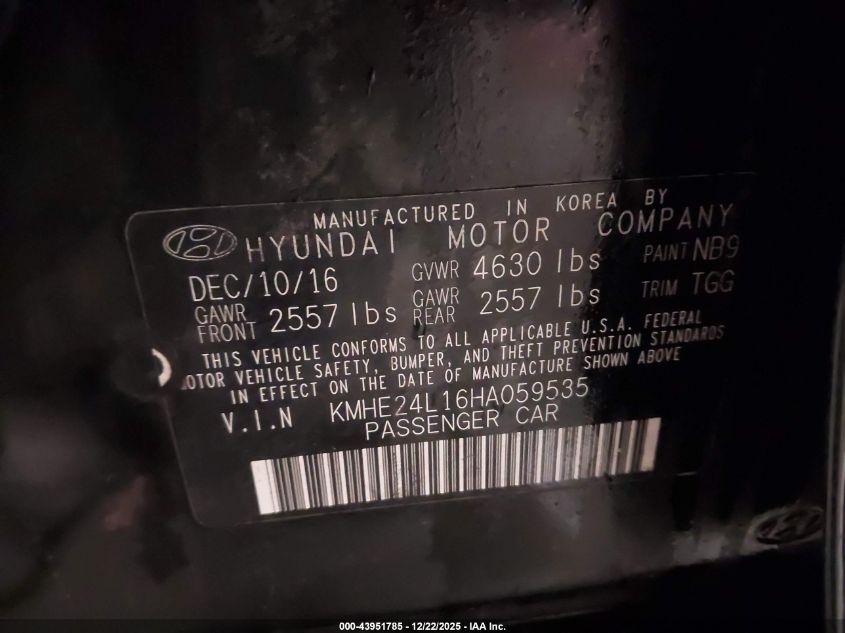 MANUFACTURED IN KOREA BY
HYUNDAI MOTOR COMPANY
DEC/10/16 GVWR 4630 lbs PAINT NB9
GAWR FRONT 2557 lbs GAWR REAR 2557 lbs TRIM TGG
THIS VEHICLE CONFORMS TO ALL APPLICABLE U.S.A. FEDERAL
OTOR VEHICLE SAFETY, BUMPER, AND THEFT PREVENTION STANDARDS
IN EFFECT ON THE DATE OF MANUFACTURE SHOWN ABOVE
V.I.N KMHE24L16HA059535
PASSENGER CAR
000-43951785 - 12/22/2025 - IAA Inc.